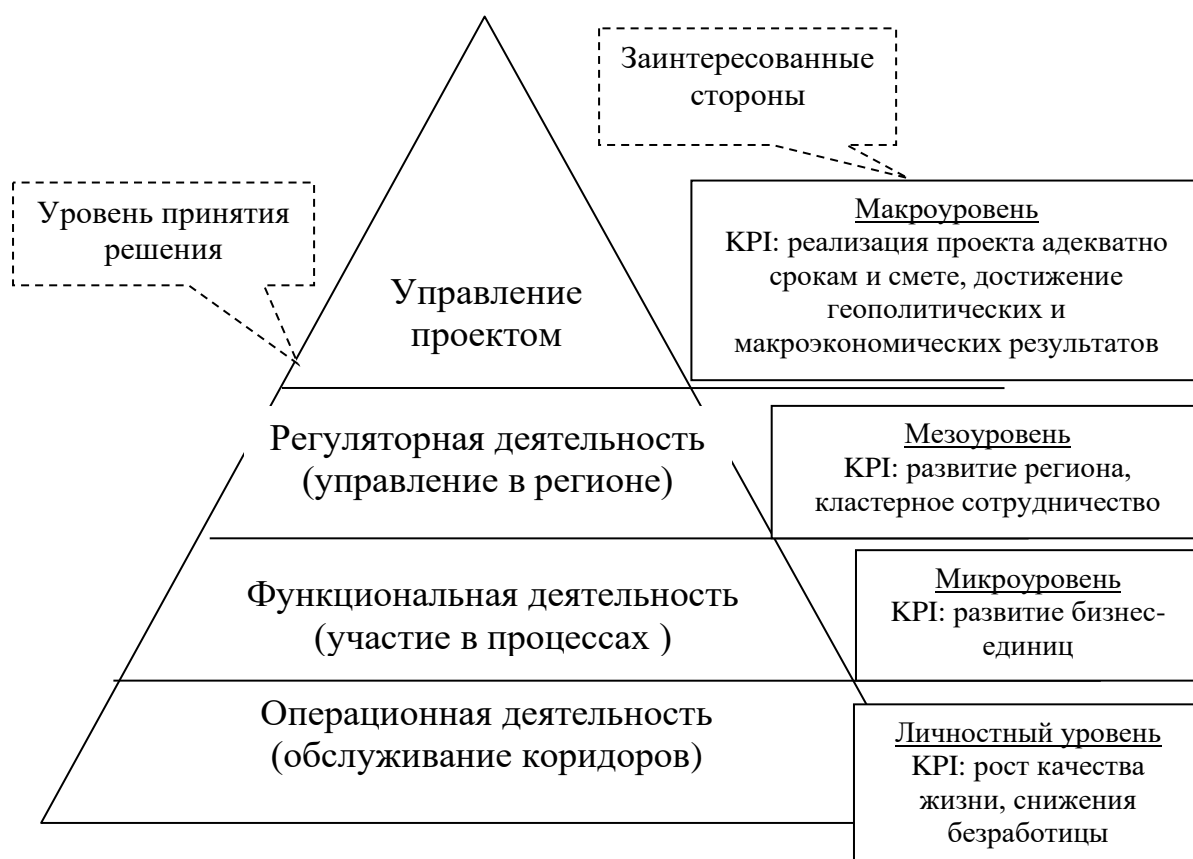 Заинтересованные
стороны
Уровень принятия
решения
Управление
проектом
Макроуровень
KPI: реализация проекта адекватно
срокам и смете, достижение
геополитических и
макроэкономических результатов
Регуляторная деятельность
(управление в регионе)
Мезоуровень
KPI: развитие региона,
кластерное сотрудничество
Функциональная деятельность
(участие в процессах )
Микроуровень
KPI: развитие бизнес-
единиц
Операционная деятельность
(обслуживание коридоров)
Личностный уровень
KPI: рост качества
жизни, снижения
безработицы